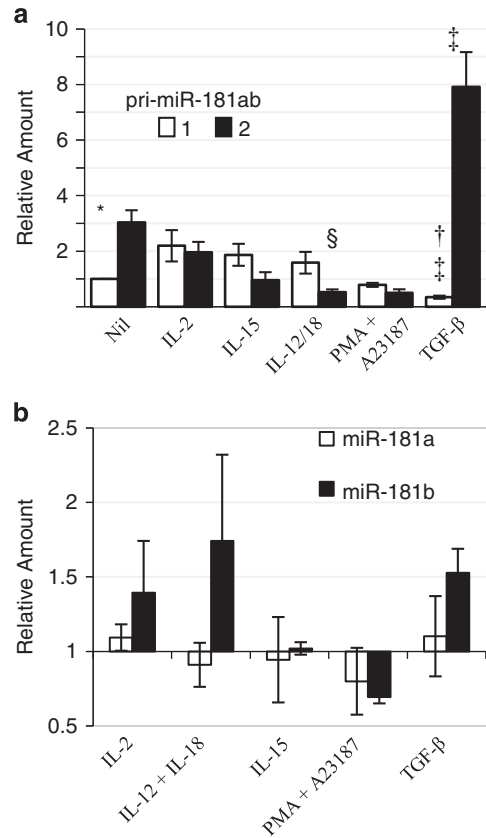 a
10
8
6
4
2
Relative Amount
pri-miR-181ab
1
2
*
§
†
‡
‡
Nil
IL-2
IL-15
IL-12/18
PMA +
A23187
TGF-β
b
2.5
2
1.5
1
0.5
Relative Amount
miR-181a
miR-181b
IL-2
IL-12 + IL-18
IL-15
PMA + A23187
TGF-β